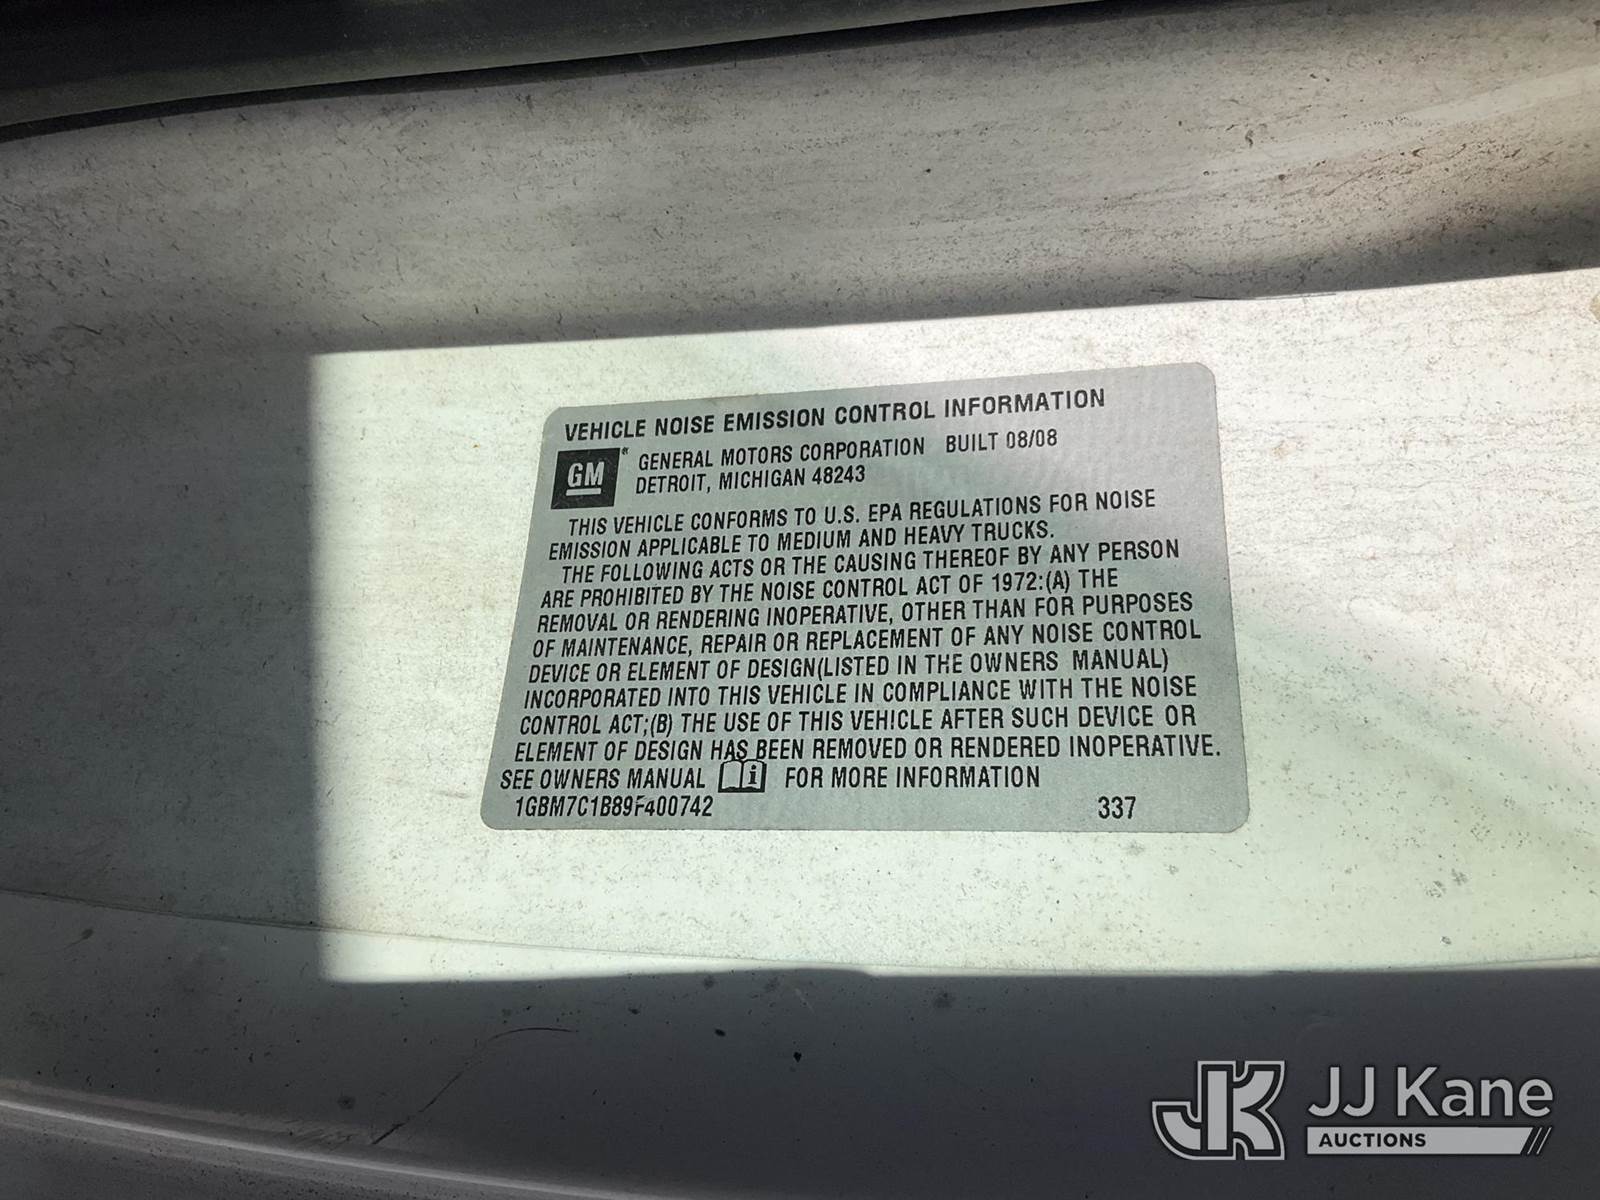 VEHICLE NOISE EMISSION CONTROL INFORMATION
GM® GENERAL MOTORS CORPORATION BUILT 08/08
DETROIT, MICHIGAN 48243
THIS VEHICLE CONFORMS TO U.S. EPA REGULATIONS FOR NOISE
EMISSION APPLICABLE TO MEDIUM AND HEAVY TRUCKS.
THE FOLLOWING ACTS OR THE CAUSING THEREOF BY ANY PERSON
ARE PROHIBITED BY THE NOISE CONTROL ACT OF 1972:(A) THE
REMOVAL OR RENDERING INOPERATIVE, OTHER THAN FOR PURPOSES
OF MAINTENANCE, REPAIR OR REPLACEMENT OF ANY NOISE CONTROL
DEVICE OR ELEMENT OF DESIGN(LISTED IN THE OWNERS MANUAL)
INCORPORATED INTO THIS VEHICLE IN COMPLIANCE WITH THE NOISE
CONTROL ACT;(B) THE USE OF THIS VEHICLE AFTER SUCH DEVICE OR
ELEMENT OF DESIGN HAS BEEN REMOVED OR RENDERED INOPERATIVE.
SEE OWNERS MANUAL i FOR MORE INFORMATION
1GBM7C1B89F400742 337
JK JJ Kane
AUCTIONS